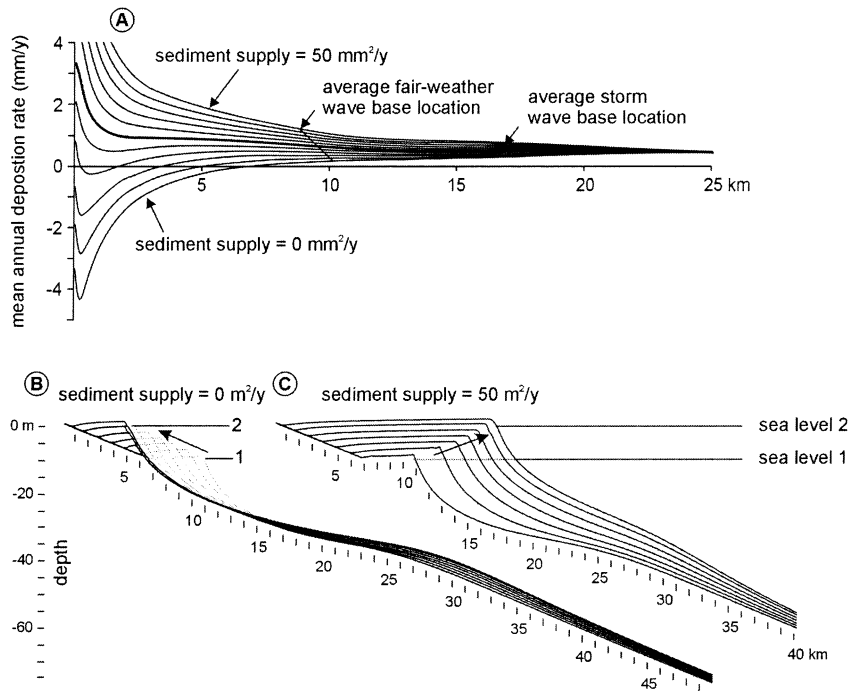 A
4
2
0
-2
-4
mean annual depostion rate (mm/y)
sediment supply = 50 mm²/y
average fair-weather
wave base location
average storm
wave base location
5
10
15
20
25 km
sediment supply = 0 mm²/y
B
sediment supply = 0 m²/y
C
sediment supply = 50 m²/y
0 m
-20
-40
-60
depth
2
1
5
10
15
20
25
30
35
40
45
5
10
15
20
25
30
35
40 km
sea level 2
sea level 1